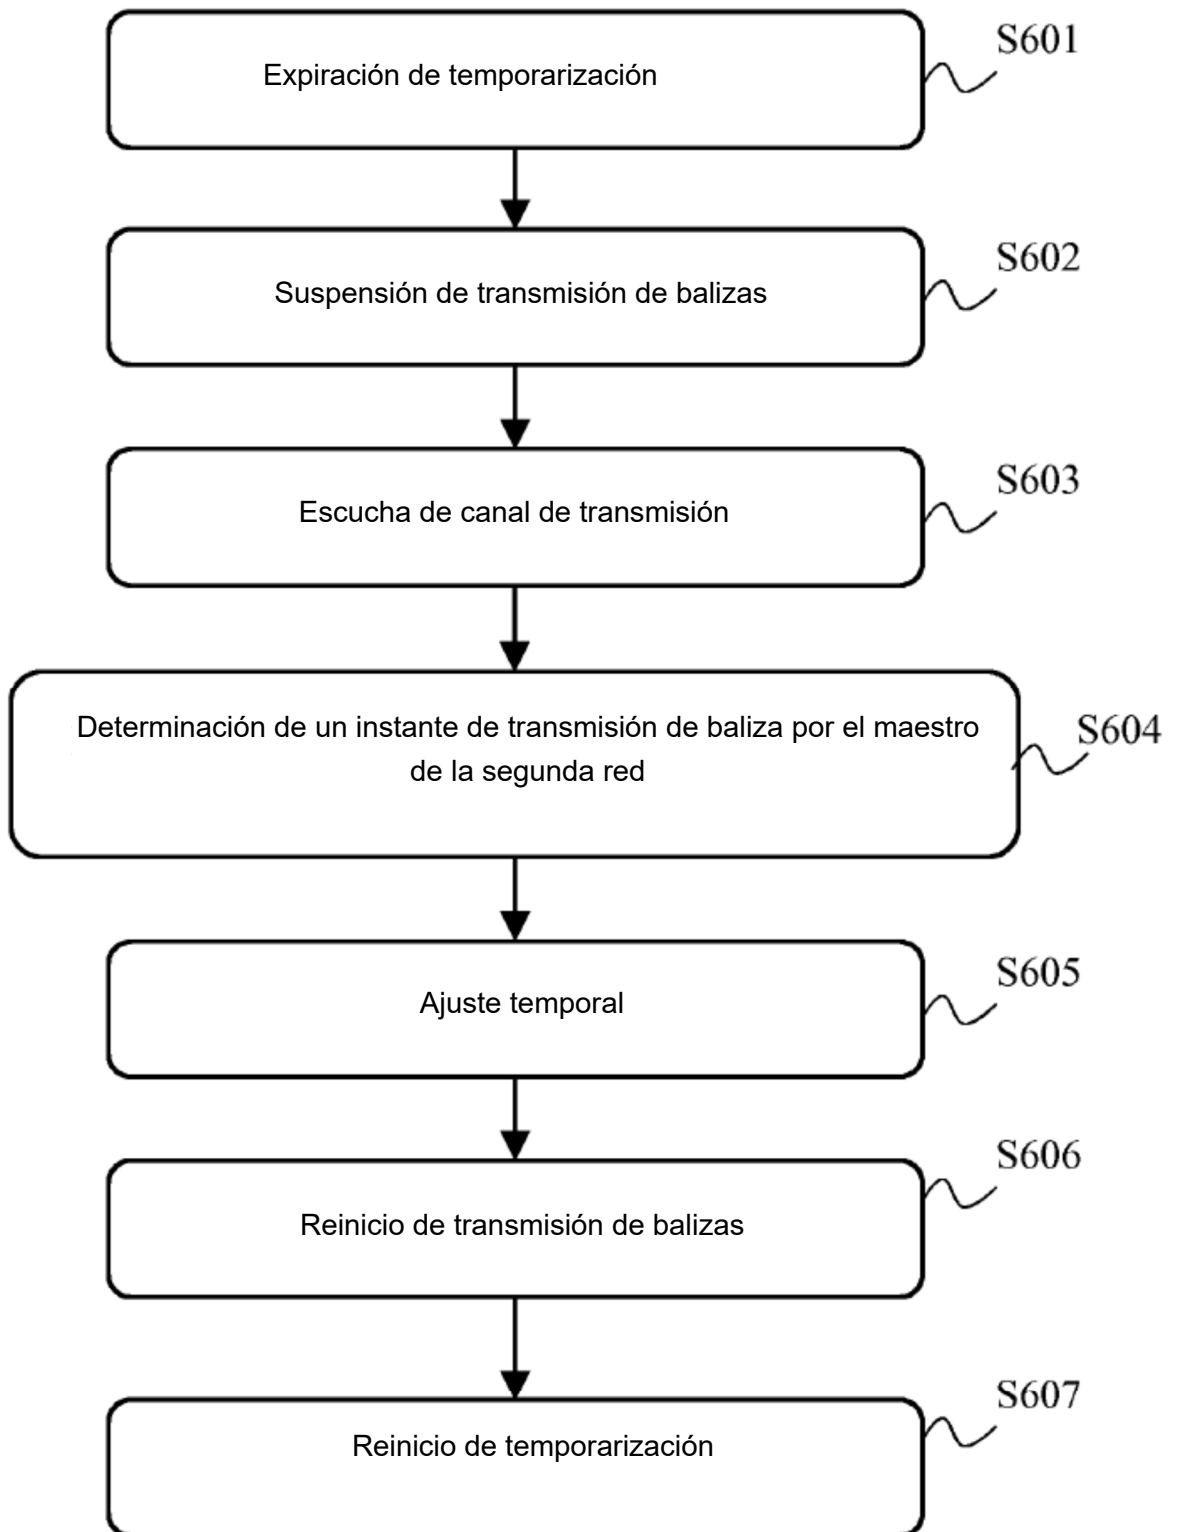 S601
Expiración de temporarización
S602
Suspensión de transmisión de balizas
S603
Escucha de canal de transmisión
Determinación de un instante de transmisión de baliza por el maestro
S604
de la segunda red
S605
Ajuste temporal
S606
Reinicio de transmisión de balizas
S607
Reinicio de temporarización